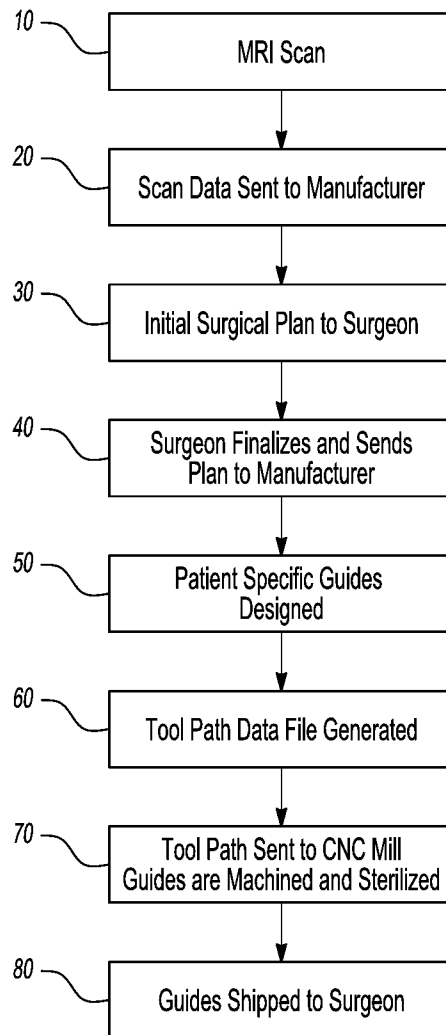 10
MRI Scan
20
Scan Data Sent to Manufacturer
30
Initial Surgical Plan to Surgeon
40
Surgeon Finalizes and Sends
Plan to Manufacturer
50
Patient Specific Guides
Designed
60
Tool Path Data File Generated
70
Tool Path Sent to CNC Mill
Guides are Machined and Sterilized
80
Guides Shipped to Surgeon